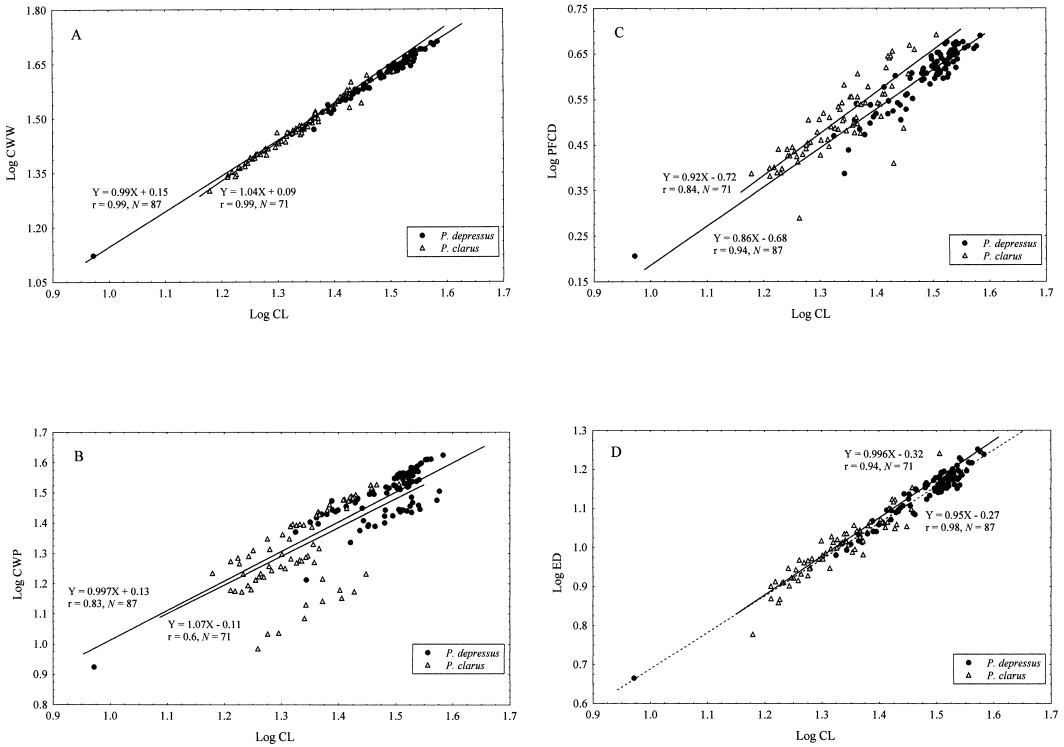 A
Log CWW
1.80
1.65
1.50
1.35
1.20
1.05
Y = 0.99X + 0.15
r = 0.99, N = 87
Y = 1.04X + 0.09
r = 0.99, N = 71
P. depressus
P. clarus
0.9 1.0 1.1 1.2 1.3 1.4 1.5 1.6 1.7
Log CL
C
Log PFCD
0.75
0.65
0.55
0.45
0.35
0.25
0.15
Y = 0.92X - 0.72
r = 0.84, N = 71
Y = 0.86X - 0.68
r = 0.94, N = 87
P. depressus
P. clarus
0.9 1.0 1.1 1.2 1.3 1.4 1.5 1.6 1.7
Log CL
B
Log CWP
1.7
1.6
1.5
1.4
1.3
1.2
1.1
1.0
0.9
0.8
Y = 0.997X + 0.13
r = 0.83, N = 87
Y = 1.07X - 0.11
r = 0.6, N = 71
P. depressus
P. clarus
0.9 1.0 1.1 1.2 1.3 1.4 1.5 1.6 1.7
Log CL
D
Log ED
1.3
1.2
1.1
1.0
0.9
0.8
0.7
0.6
Y = 0.996X - 0.32
r = 0.94, N = 71
Y = 0.95X - 0.27
r = 0.98, N = 87
P. depressus
P. clarus
0.9 1.0 1.1 1.2 1.3 1.4 1.5 1.6 1.7
Log CL